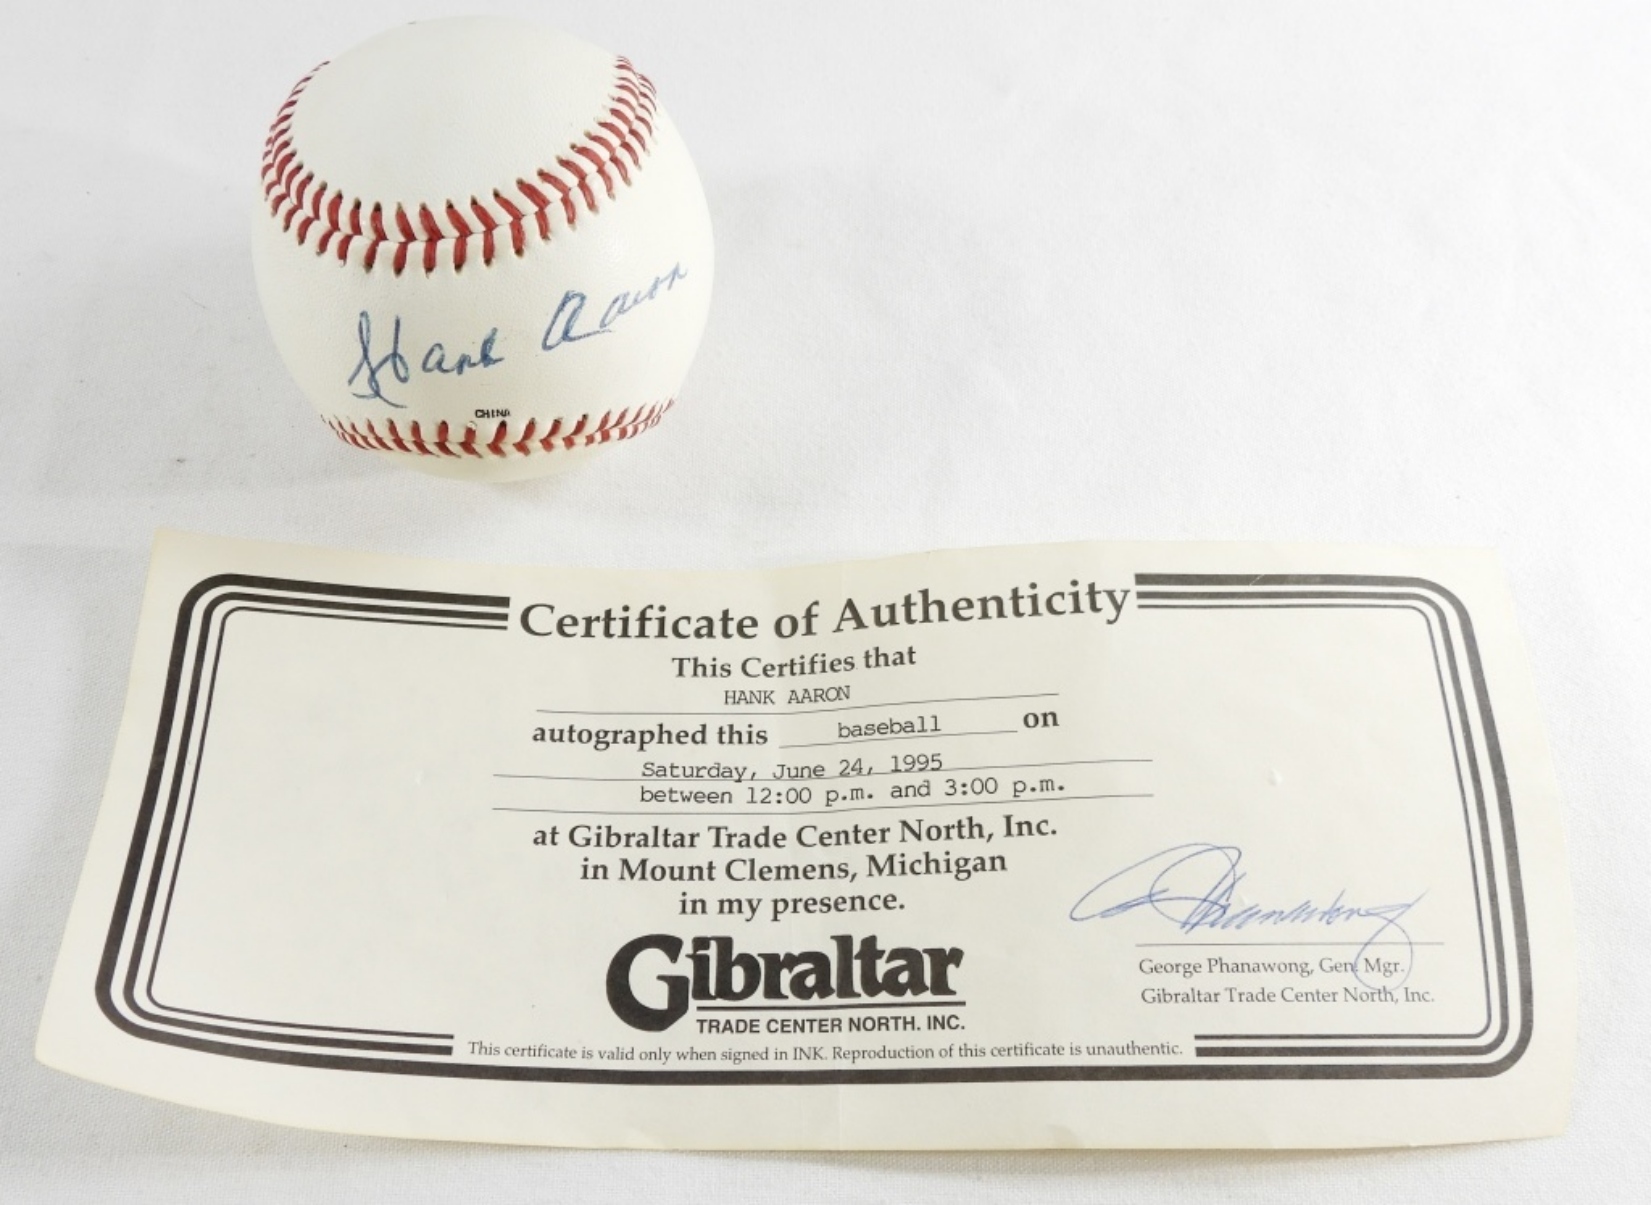 Hank Aaron
CHINA
Certificate of Authenticity
This Certifies that
HANK AARON
autographed this baseball on
Saturday, June 24, 1995
between 12:00 p.m. and 3:00 p.m.
at Gibraltar Trade Center North, Inc.
in Mount Clemens, Michigan
in my presence.
Gibraltar
TRADE CENTER NORTH. INC.
George Phanawong, Gen. Mgr.
Gibraltar Trade Center North, Inc.
This certificate is valid only when signed in INK. Reproduction of this certificate is unauthentic.